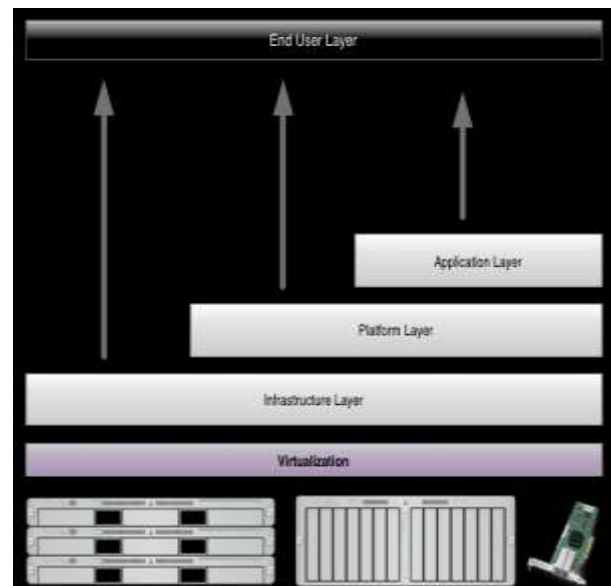 End User Layer
Application Layer
Platform Layer
Infrastructure Layer
Virtualization